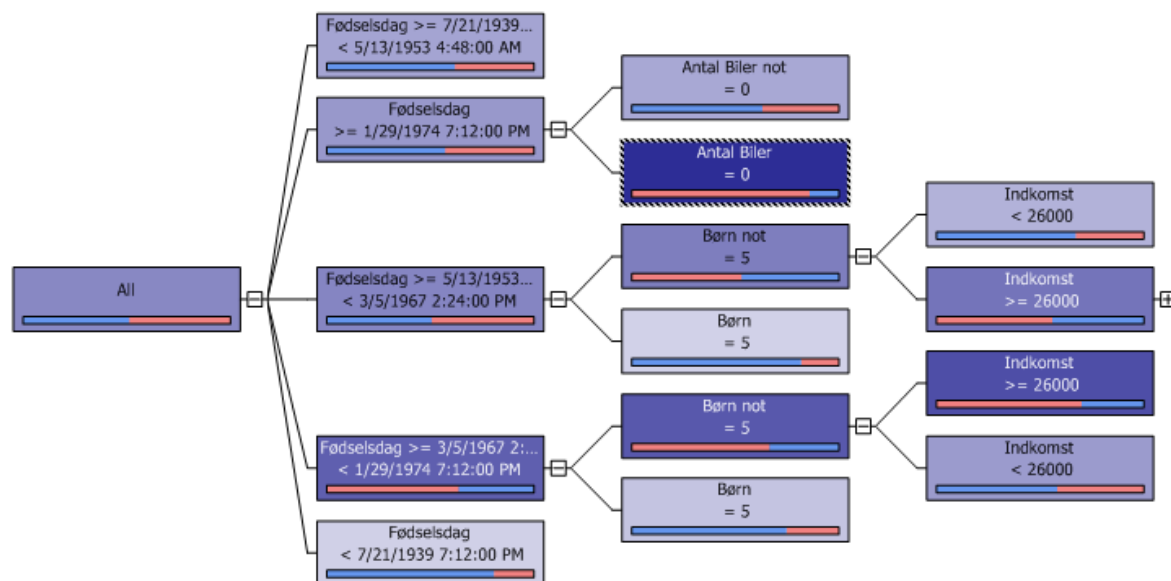 All
Fødselsdag >= 7/21/1939...
< 5/13/1953 4:48:00 AM
Fødselsdag
>= 1/29/1974 7:12:00 PM
Antal Biler not
= 0
Antal Biler
= 0
Fødselsdag >= 5/13/1953...
< 3/5/1967 2:24:00 PM
Børn not
= 5
Indkomst
< 26000
Indkomst
>= 26000
Børn
= 5
Fødselsdag >= 3/5/1967 2:...
< 1/29/1974 7:12:00 PM
Børn not
= 5
Indkomst
>= 26000
Indkomst
< 26000
Børn
= 5
Fødselsdag
< 7/21/1939 7:12:00 PM